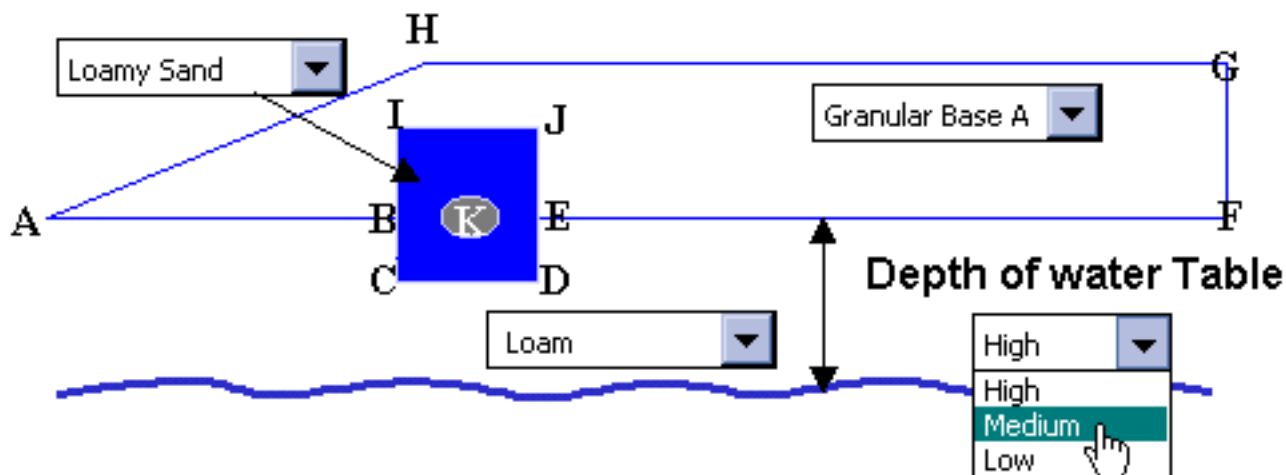 H
Loamy Sand
G
I
J
Granular Base A
A
B
K
E
F
C
D
Depth of water Table
Loam
High
High
Medium
Low